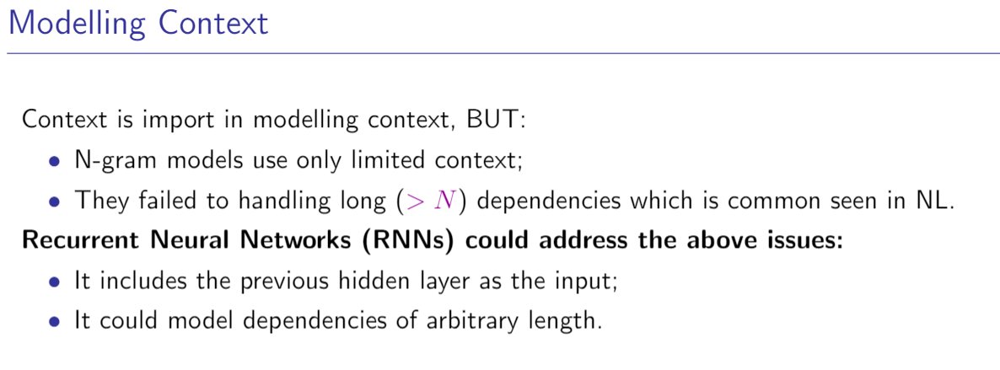 Modelling Context
Context is import in modelling context, BUT:
• N-gram models use only limited context;
• They failed to handling long (> N) dependencies which is common seen in NL.
Recurrent Neural Networks (RNNs) could address the above issues:
• It includes the previous hidden layer as the input;
• It could model dependencies of arbitrary length.